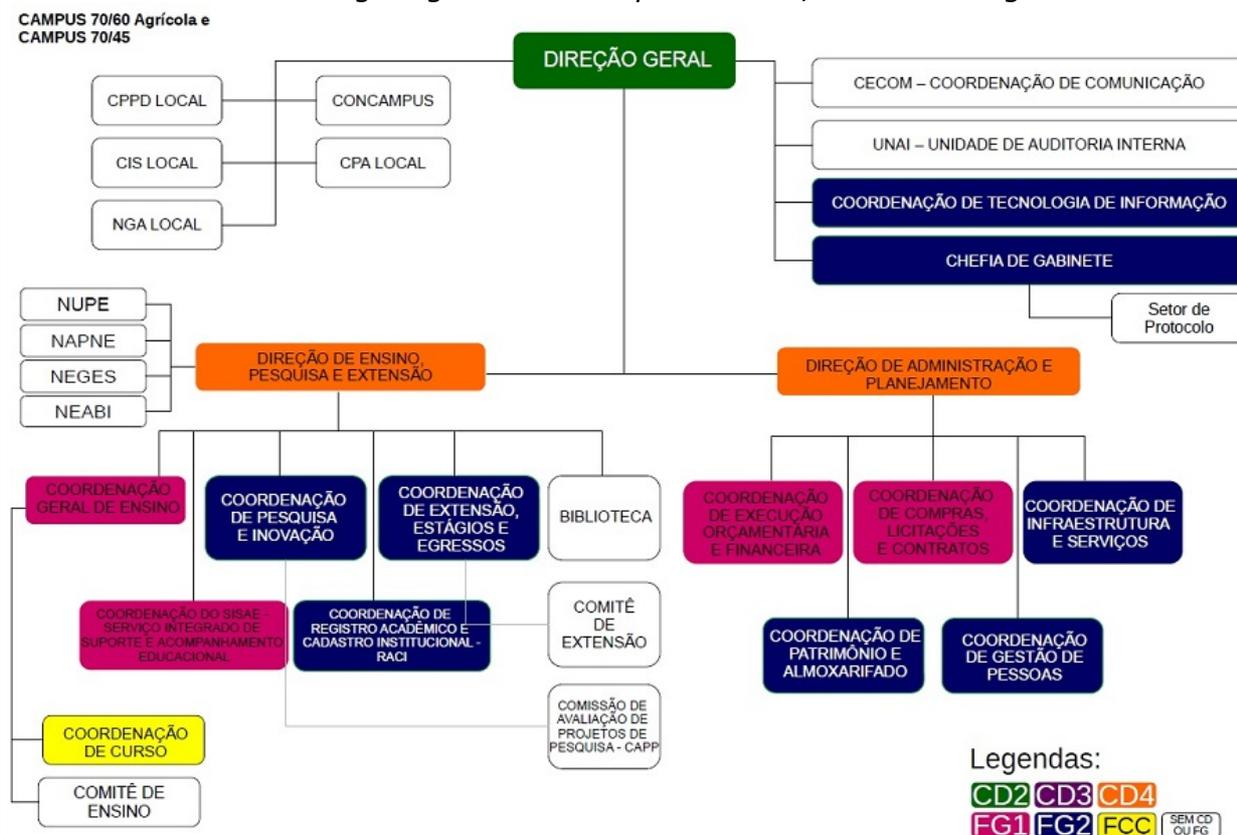 CAMPUS 70/60 Agrícola e
CAMPUS 70/45
DIREÇÃO GERAL
CPPD LOCAL
CONCAMPUS
CIS LOCAL
CPA LOCAL
NGA LOCAL
CECOM – COORDENAÇÃO DE COMUNICAÇÃO
UNAI – UNIDADE DE AUDITORIA INTERNA
COORDENAÇÃO DE TECNOLOGIA DE INFORMAÇÃO
CHEFIA DE GABINETE
Setor de
Protocolo
NUPE
NAPNE
NEGES
NEABI
DIREÇÃO DE ENSINO,
PESQUISA E EXTENSÃO
DIREÇÃO DE ADMINISTRAÇÃO E
PLANEJAMENTO
COORDENAÇÃO
GERAL DE ENSINO
COORDENAÇÃO
DE PESQUISA
E INOVAÇÃO
COORDENAÇÃO
DE EXTENSÃO,
ESTÁGIOS E
EGRESSOS
BIBLIOTECA
COORDENAÇÃO
DE EXECUÇÃO
ORÇAMENTÁRIA
E FINANCEIRA
COORDENAÇÃO
DE COMPRAS,
LICITAÇÕES
E CONTRATOS
COORDENAÇÃO DE
INFRAESTRUTURA
E SERVIÇOS
COORDENAÇÃO DO SISAE -
SERVIÇO INTEGRADO DE
SUPORTE E ACOMPANHAMENTO
EDUCACIONAL
COORDENAÇÃO DE
REGISTRO ACADÊMICO E
CADASTRO INSTITUCIONAL -
RACI
COMITÊ
DE
EXTENSÃO
COORDENAÇÃO DE
PATRIMÔNIO E
ALMOXARIFADO
COORDENAÇÃO
DE GESTÃO DE
PESSOAS
COMISSÃO DE
AVALIAÇÃO DE
PROJETOS DE
PESQUISA - CAPP
COORDENAÇÃO
DE CURSO
COMITÊ DE
ENSINO
Legendas:
CD2 CD3 CD4
FG1 FG2 FCC SEM CD
OU FG